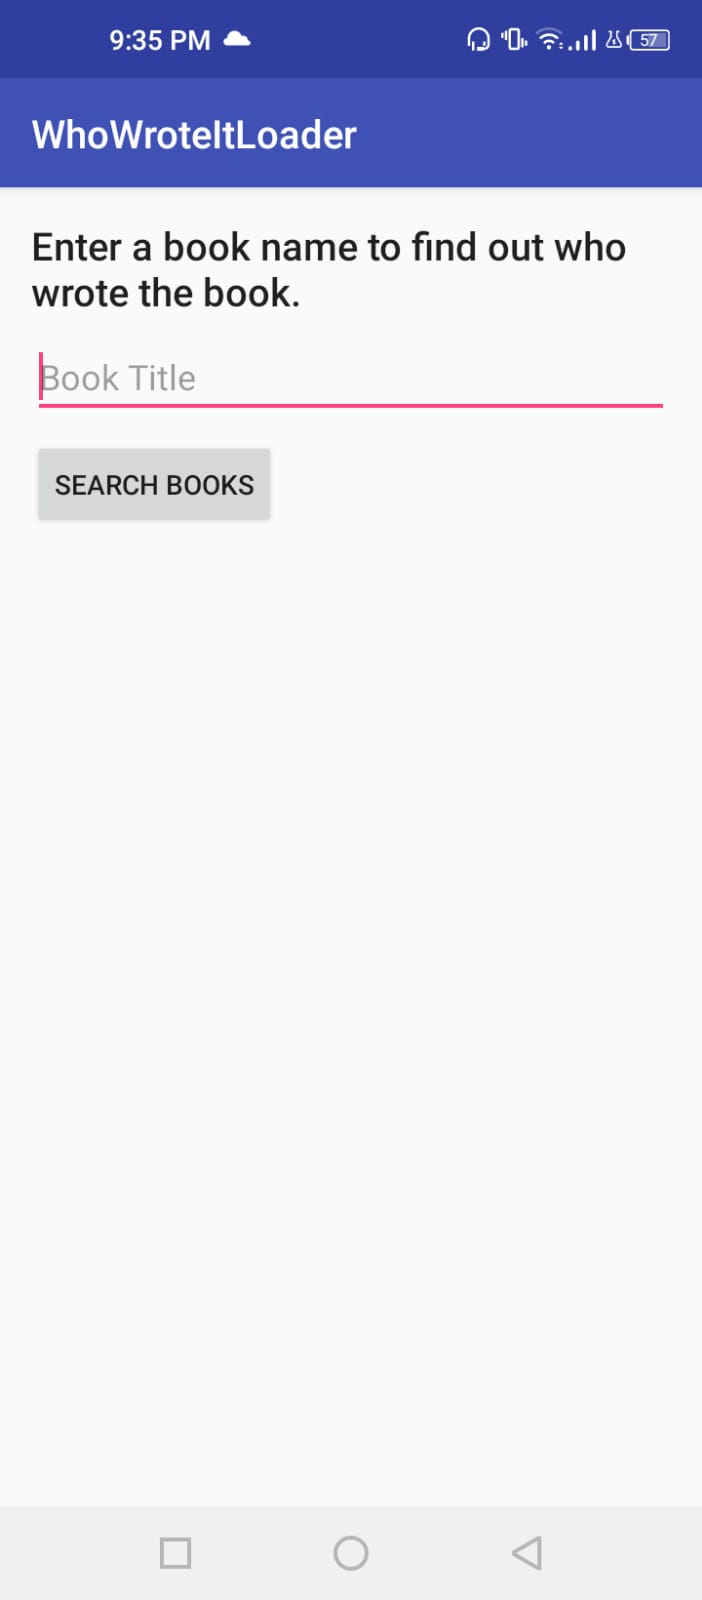 9:35 PM
57
WhoWroteItLoader
Enter a book name to find out who
wrote the book.
Book Title
SEARCH BOOKS